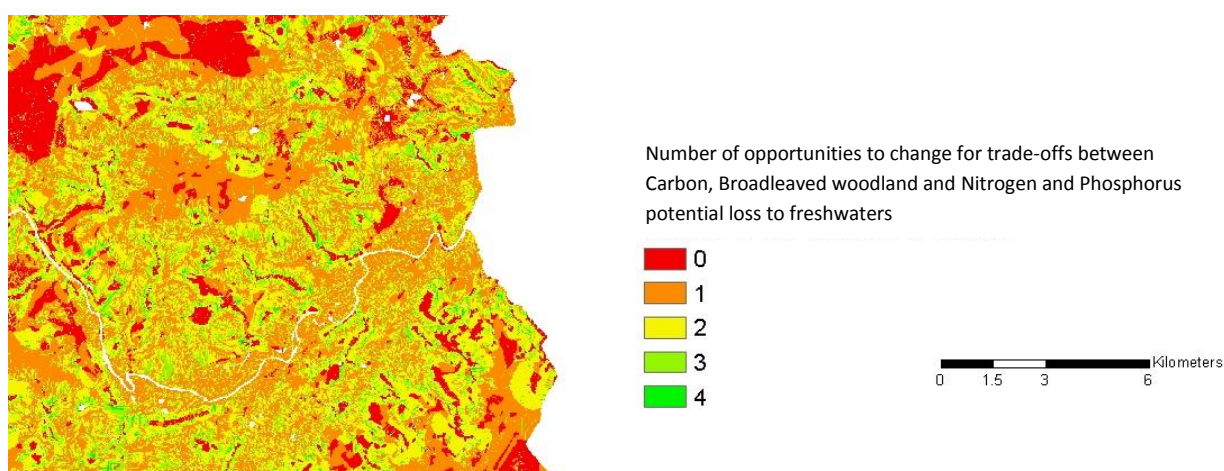 Number of opportunities to change for trade-offs between
Carbon, Broadleaved woodland and Nitrogen and Phosphorus
potential loss to freshwaters
0
1
2
3
4
Kilometers
0 1.5 3 6